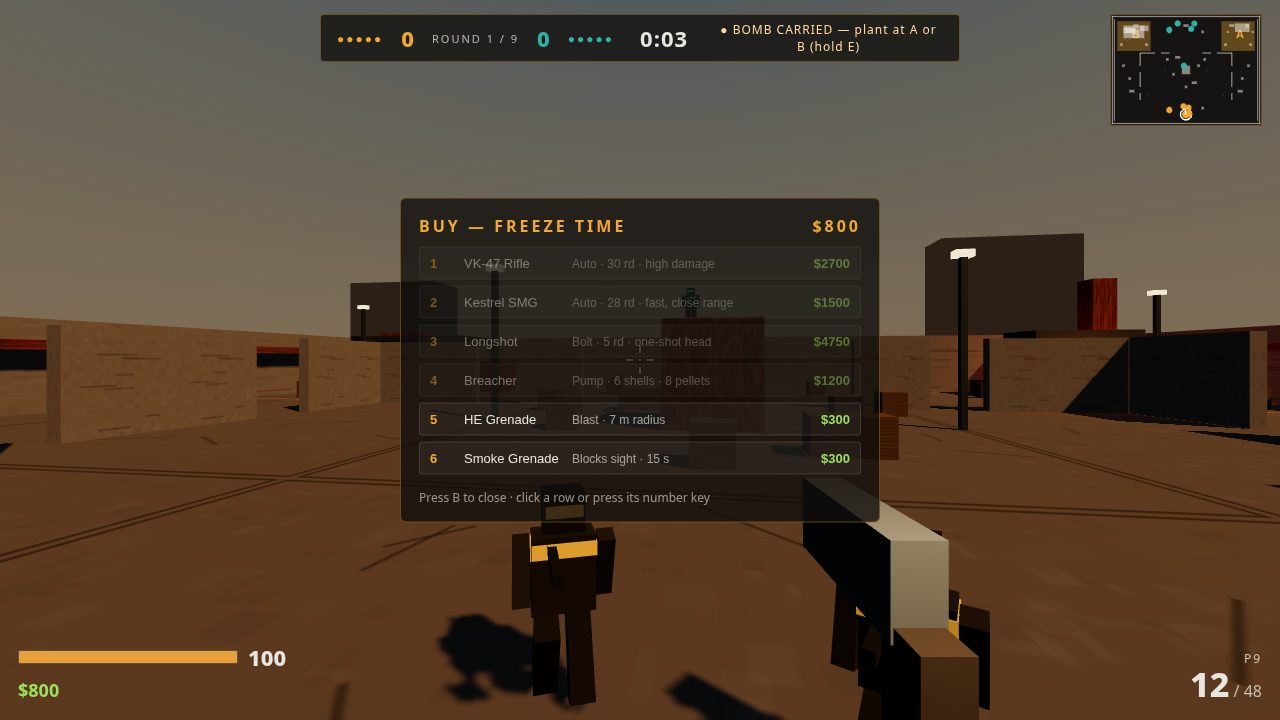 0 ROUND 1 / 9 0 0:03 ● BOMB CARRIED — plant at A or B (hold E)
B A
BUY — FREEZE TIME $800
1 VK-47 Rifle Auto · 30 rd · high damage $2700
2 Kestrel SMG Auto · 28 rd · fast, close range $1500
3 Longshot Bolt · 5 rd · one-shot head $4750
4 Breacher Pump · 6 shells · 8 pellets $1200
5 HE Grenade Blast · 7 m radius $300
6 Smoke Grenade Blocks sight · 15 s $300
Press B to close · click a row or press its number key
100
$800
P9
12 / 48